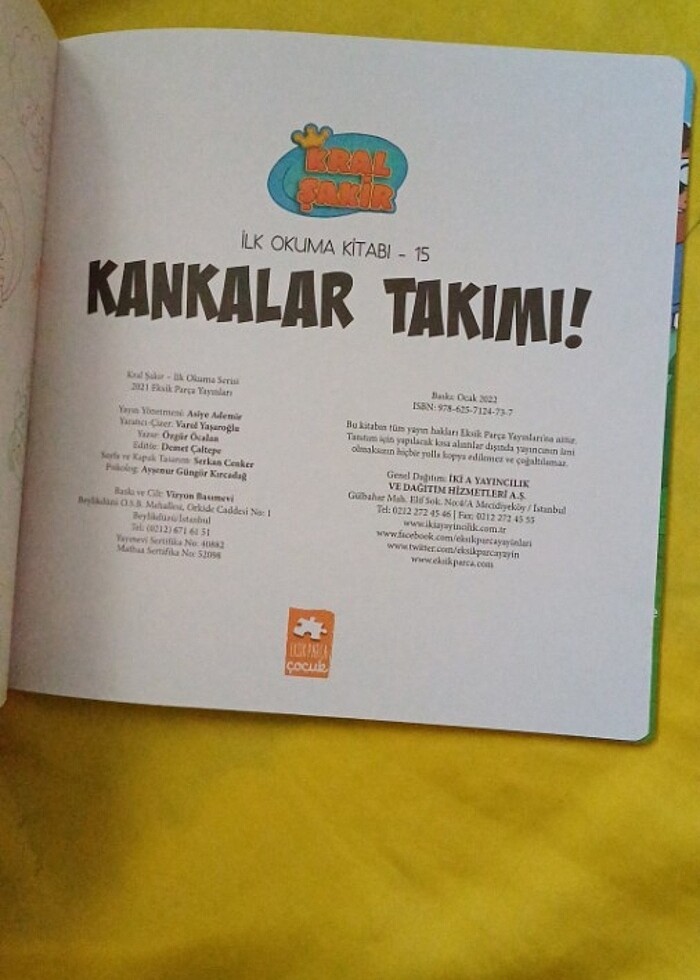 KRAL
ŞAKİR
İLK OKUMA KİTABI - 15
KANKALAR TAKIMI!
Kral Şakir - İlk Okuma Serisi
2021 Eksik Parça Yayınları
Yayın Yönetmeni: Asiye Ademir
Yaratıcı-Çizer: Varol Yaşaroğlu
Yazar: Özgür Öcalan
Editör: Demet Çaltepe
Sayfa ve Kapak Tasarım: Serkan Cenker
Psikolog: Ayşenur Güngör Kırcadağ
Baskı ve Cilt: Vizyon Basımevi
Beylikdüzü O.S.B. Mahallesi, Orkide Caddesi No: 1
Beylikdüzü/İstanbul
Tel: (0212) 671 61 51
Yayınevi Sertifika No: 40882
Matbaa Sertifika No: 52098
Baskı: Ocak 2022
ISBN: 978-625-7124-73-7
Bu kitabın tüm yayın hakları Eksik Parça Yayınları'na aittir.
Tanıtım için yapılacak kısa alıntılar dışında yayıncının izni
olmaksızın hiçbir yolla kopya edilemez ve çoğaltılamaz.
Genel Dağıtım: İKİ A YAYINCILIK
VE DAĞITIM HİZMETLERİ A.Ş.
Gülbahar Mah. Elif Sok. No:4/A Mecidiyeköy / İstanbul
Tel: 0212 272 45 46 | Fax: 0212 272 45 55
www.ikiayayincilik.com.tr
www.facebook.com/eksikparcayayinlari
www.twitter.com/eksikparcayayin
www.eksikparca.com
EKSİK PARÇA
çocuk